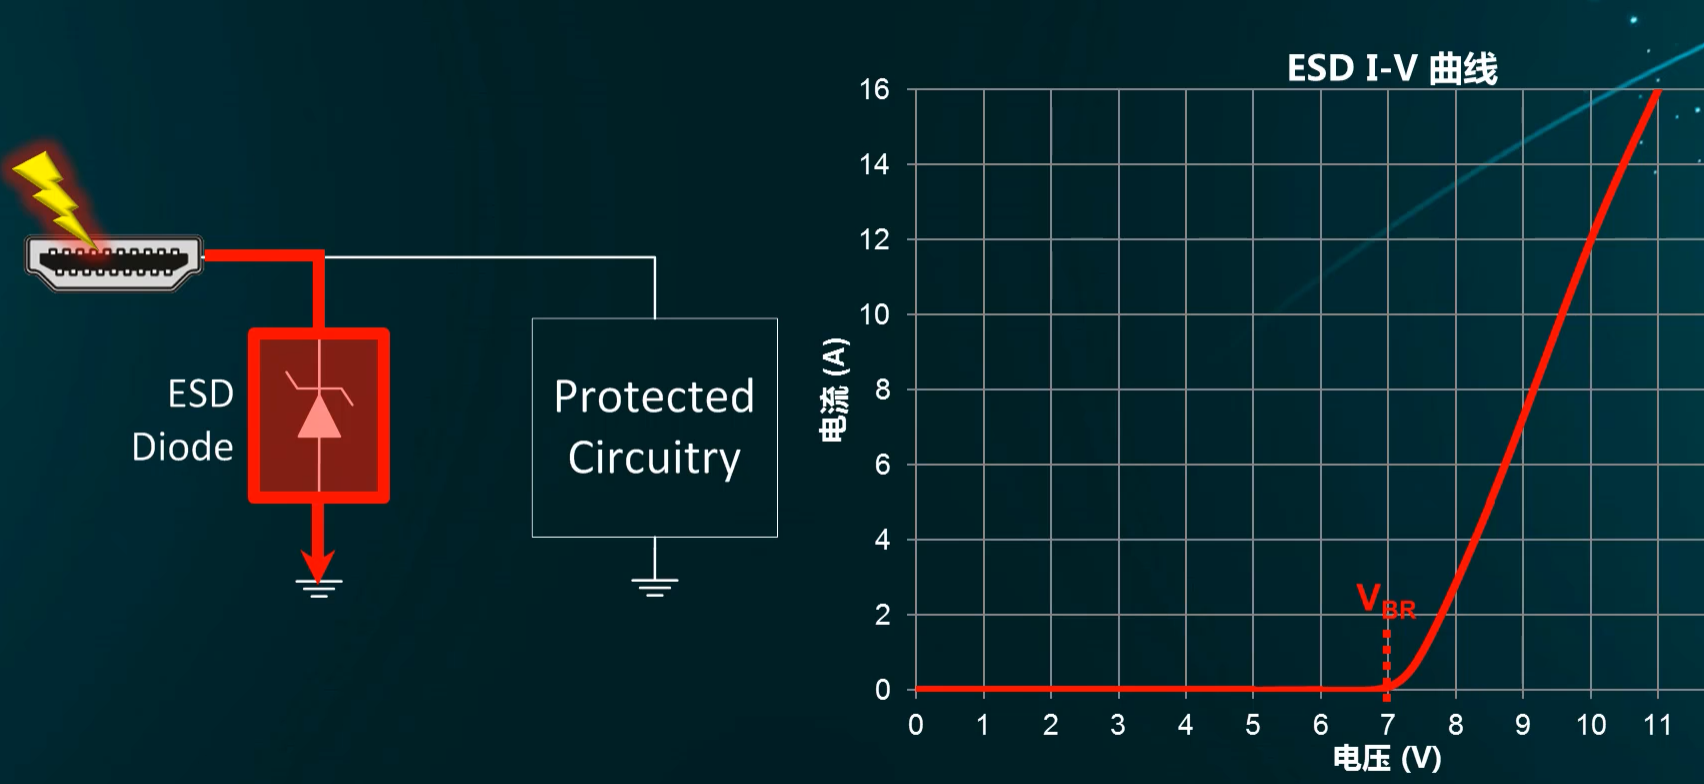 ESD
Diode
Protected
Circuitry
ESD I-V 曲线
16
14
12
10
8
6
4
2
0
电流 (A)
VBR
0 1 2 3 4 5 6 7 8 9 10 11
电压 (V)